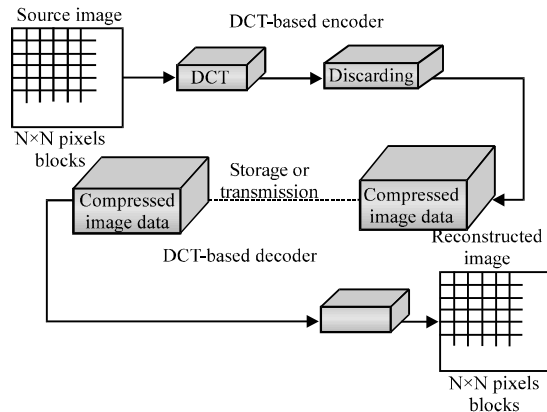 Source image
DCT-based encoder
DCT
Discarding
N×N pixels
blocks
Storage or
transmission
Compressed
image data
Compressed
image data
DCT-based decoder
Reconstructed
image
N×N pixels
blocks